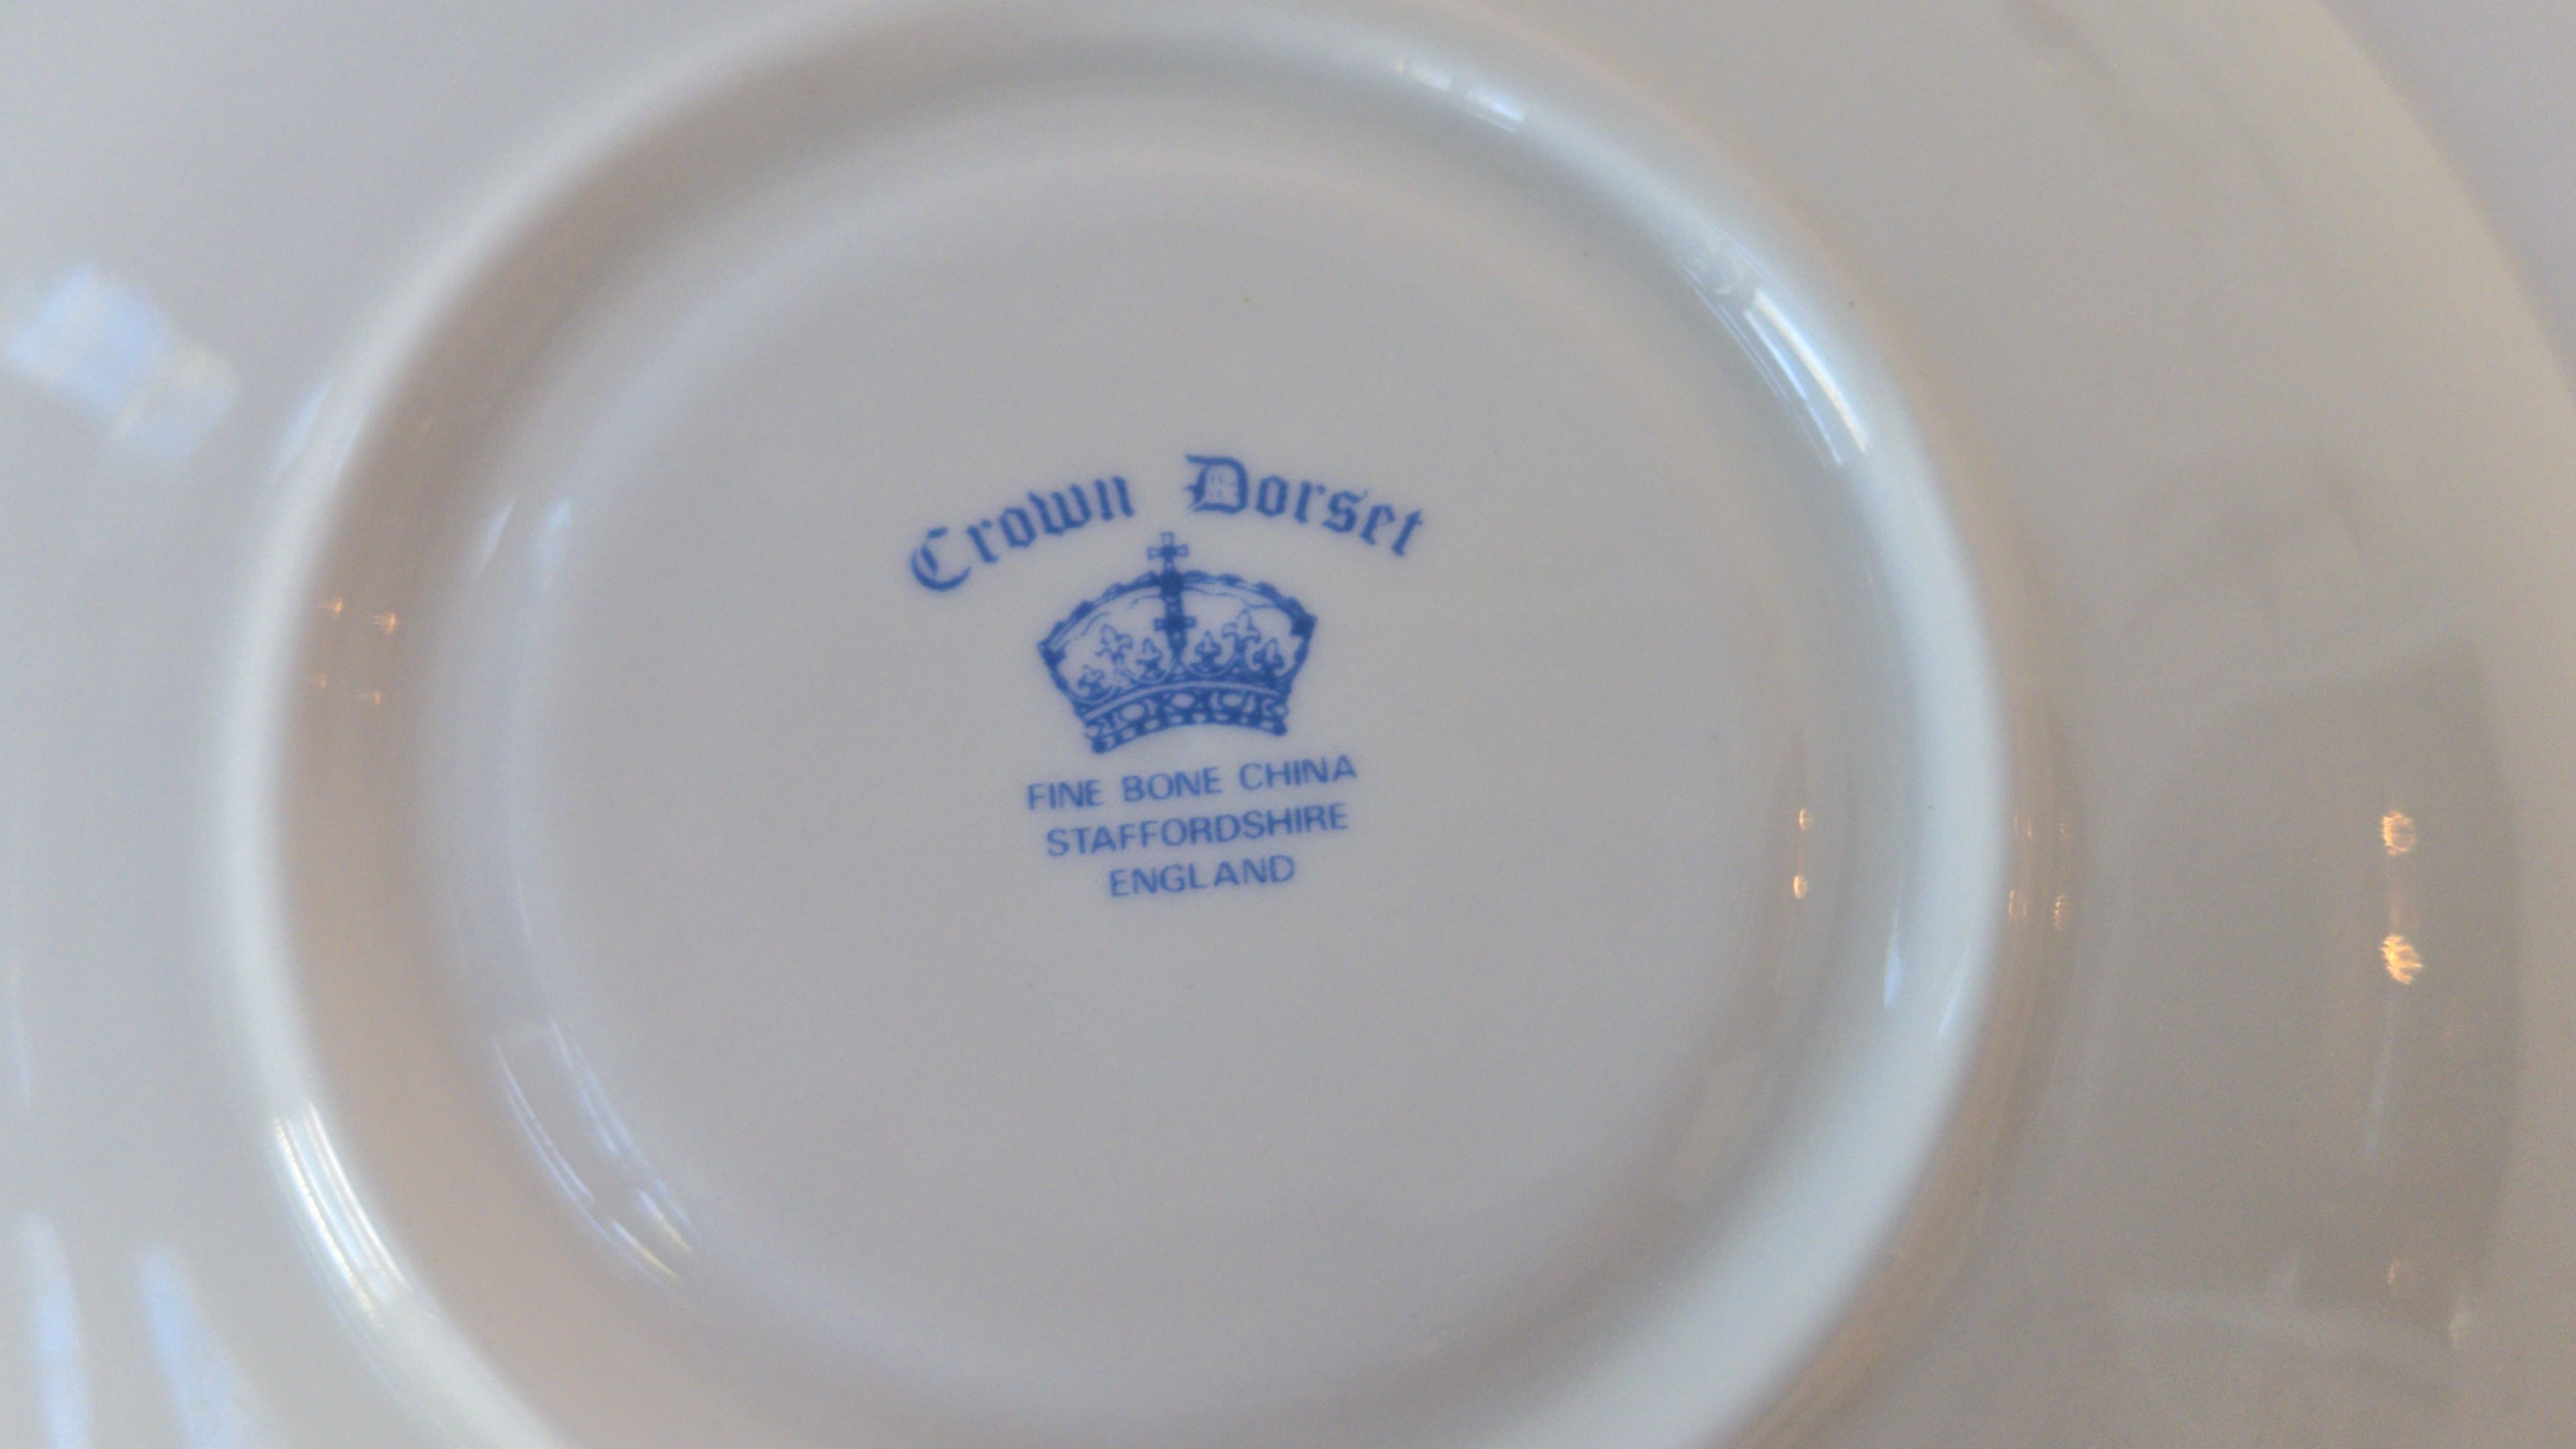 Crown Dorset
FINE BONE CHINA
STAFFORDSHIRE
ENGLAND